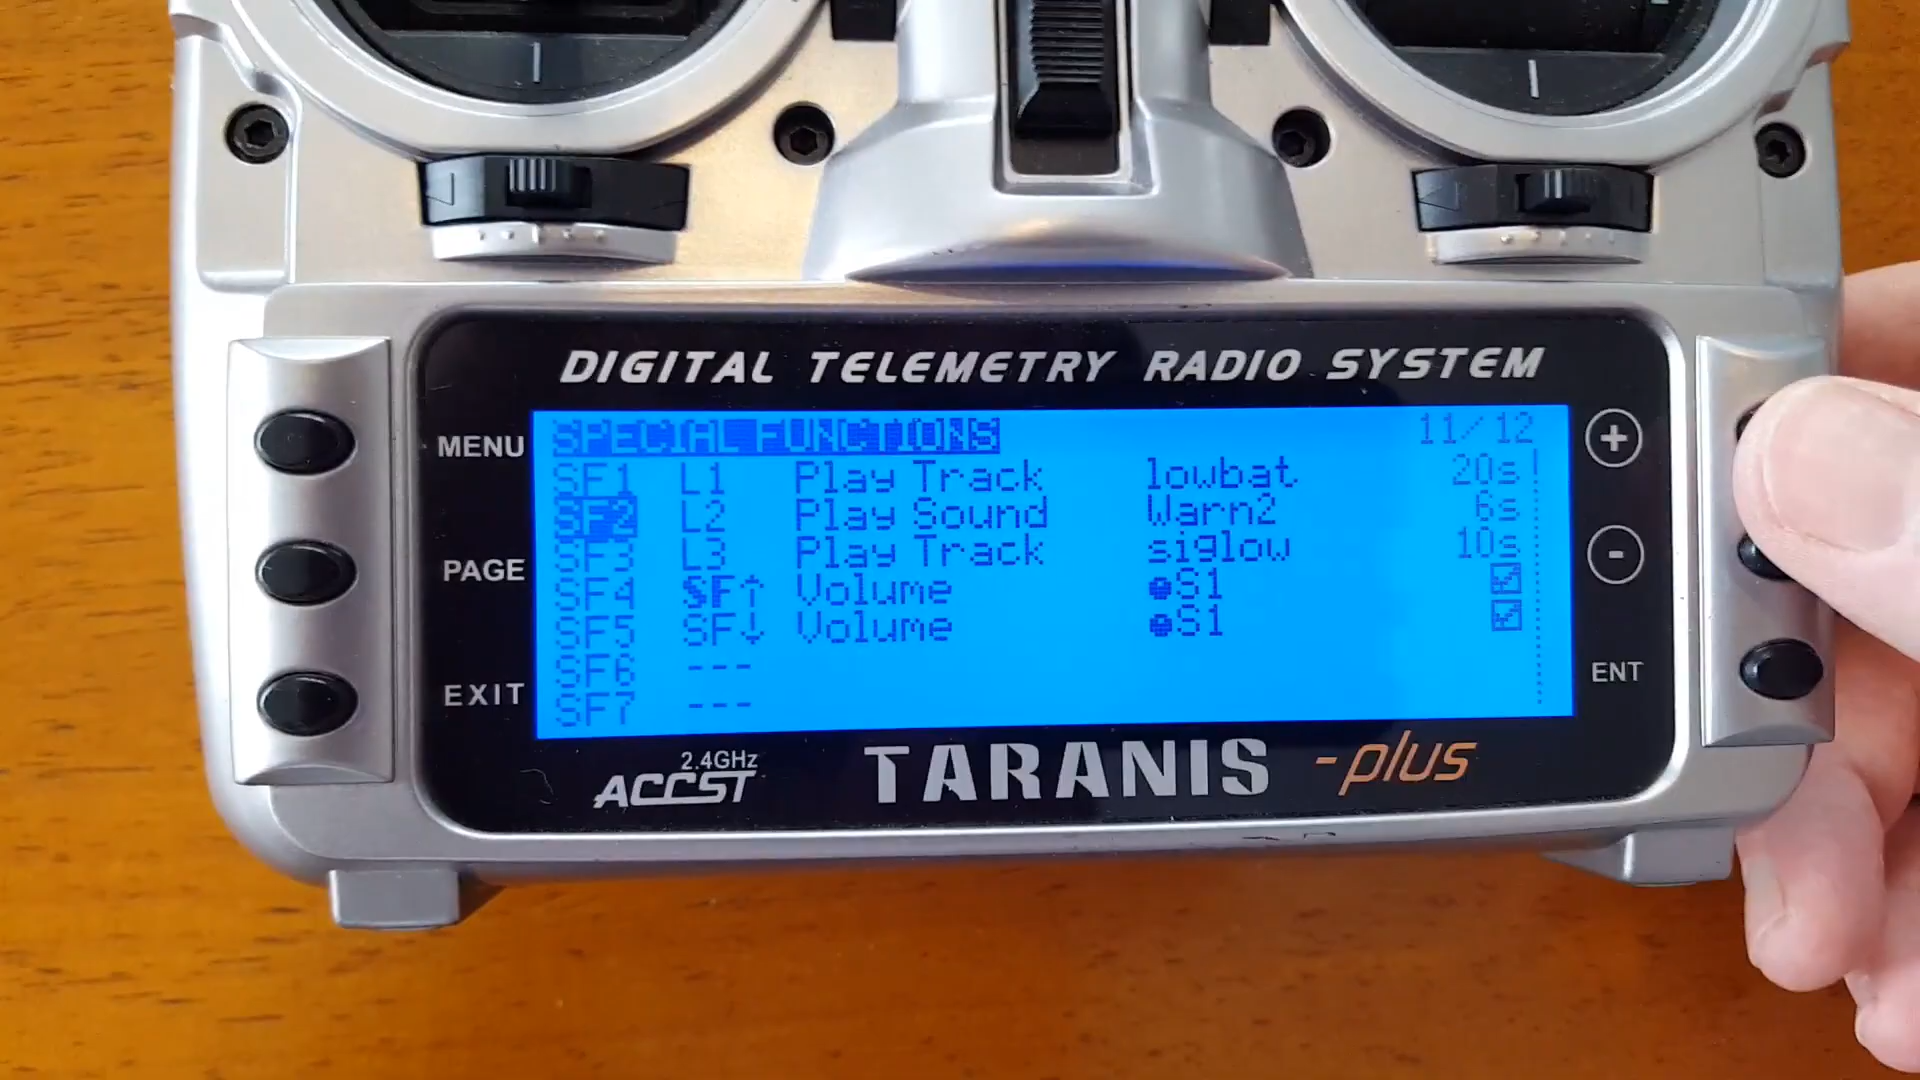 DIGITAL TELEMETRY RADIO SYSTEM
MENU
PAGE
EXIT
SPECIAL FUNCTIONS 11/12
SF1 L1 Play Track lowbat 20s
SF2 L2 Play Sound Warn2 6s
SF3 L3 Play Track siglow 10s
SF4 SF↑ Volume S1
SF5 SF↓ Volume S1
SF6 ---
SF7 ---
+
-
ENT
2.4GHz
ACCST
TARANIS -plus